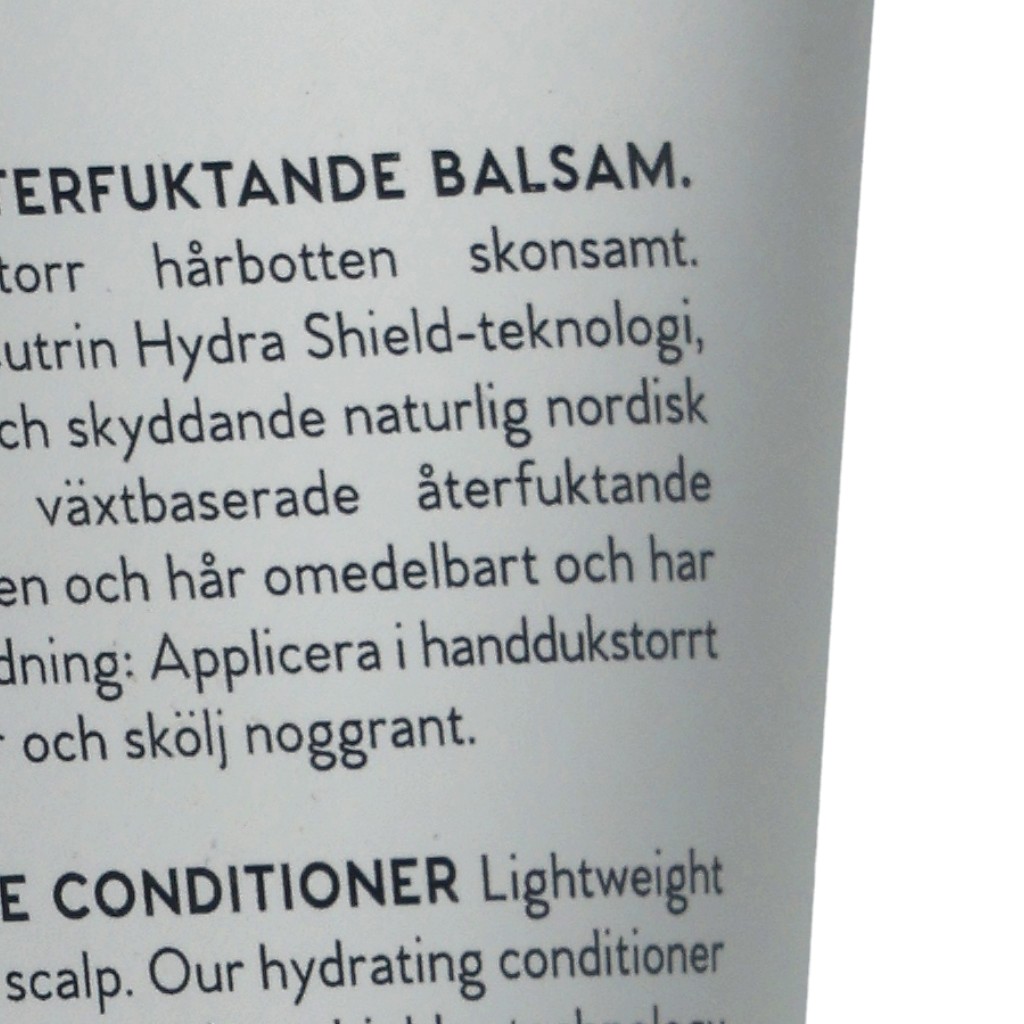 TERFUKTANDE BALSAM.
torr hårbotten skonsamt.
utrin Hydra Shield-teknologi,
ch skyddande naturlig nordisk
växtbaserade återfuktande
en och hår omedelbart och har
dning: Applicera i handdukstorrt
r och skölj noggrant.
E CONDITIONER Lightweight
scalp. Our hydrating conditioner
technology